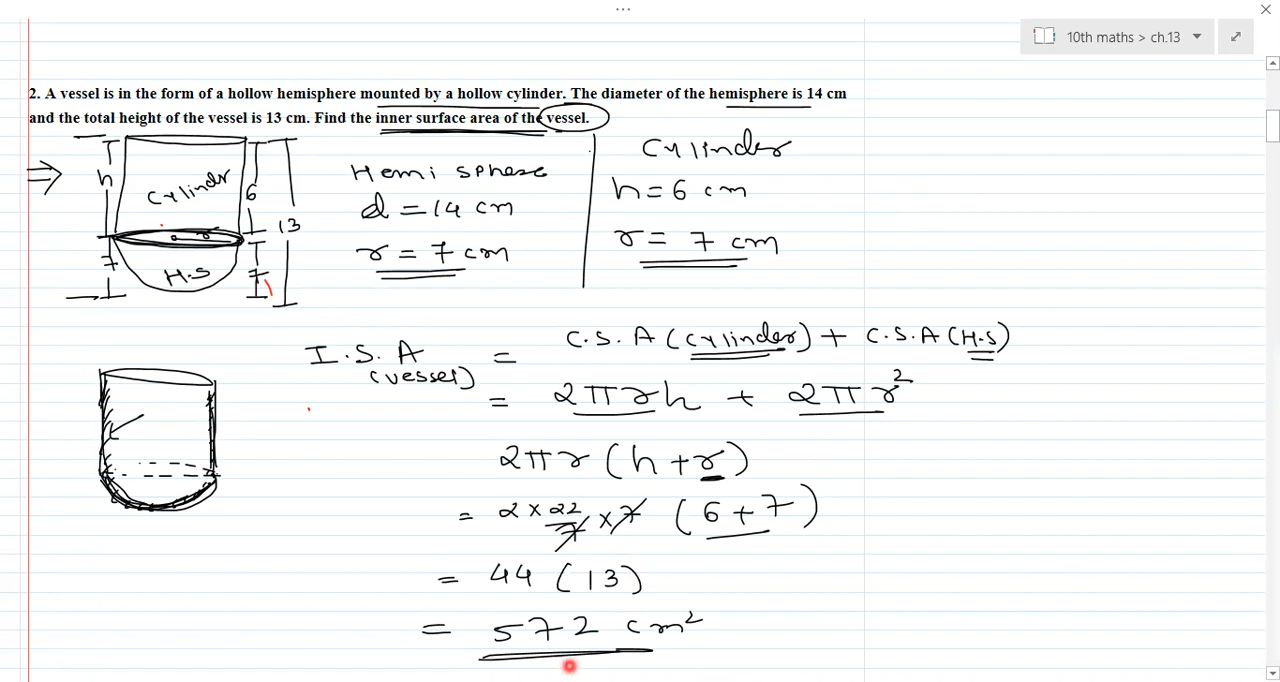 10th maths > ch.13
2. A vessel is in the form of a hollow hemisphere mounted by a hollow cylinder. The diameter of the hemisphere is 14 cm
and the total height of the vessel is 13 cm. Find the inner surface area of the vessel.
⇒
h
Cylinder
6
13
r
7
H.S
7
Hemi sphere
d = 14 cm
r = 7 cm
Cylinder
h = 6 cm
r = 7 cm
I.S.A (vessel) = C.S.A (cylinder) + C.S.A (H.S)
= 2πrh + 2πr²
2πr (h + r)
= 2 × 22/7 × 7 (6 + 7)
= 44 (13)
= 572 cm²